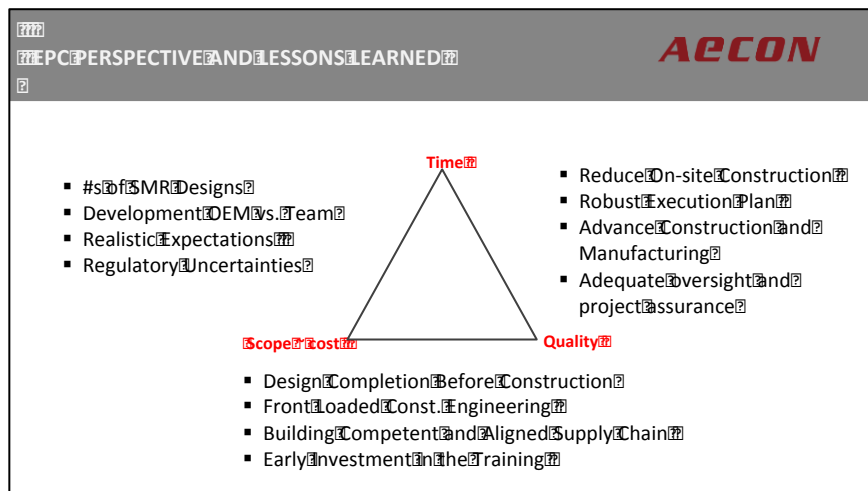 EPC PERSPECTIVE AND LESSONS LEARNED
AECON
Time
#s of SMR Designs
Development OEM vs. Team
Realistic Expectations
Regulatory Uncertainties
Reduce On-site Construction
Robust Execution Plan
Advance Construction and
Manufacturing
Adequate oversight and
project assurance
Scope ~ cost
Quality
Design Completion Before Construction
Front Loaded Const. Engineering
Building Competent and Aligned Supply Chain
Early Investment In the Training